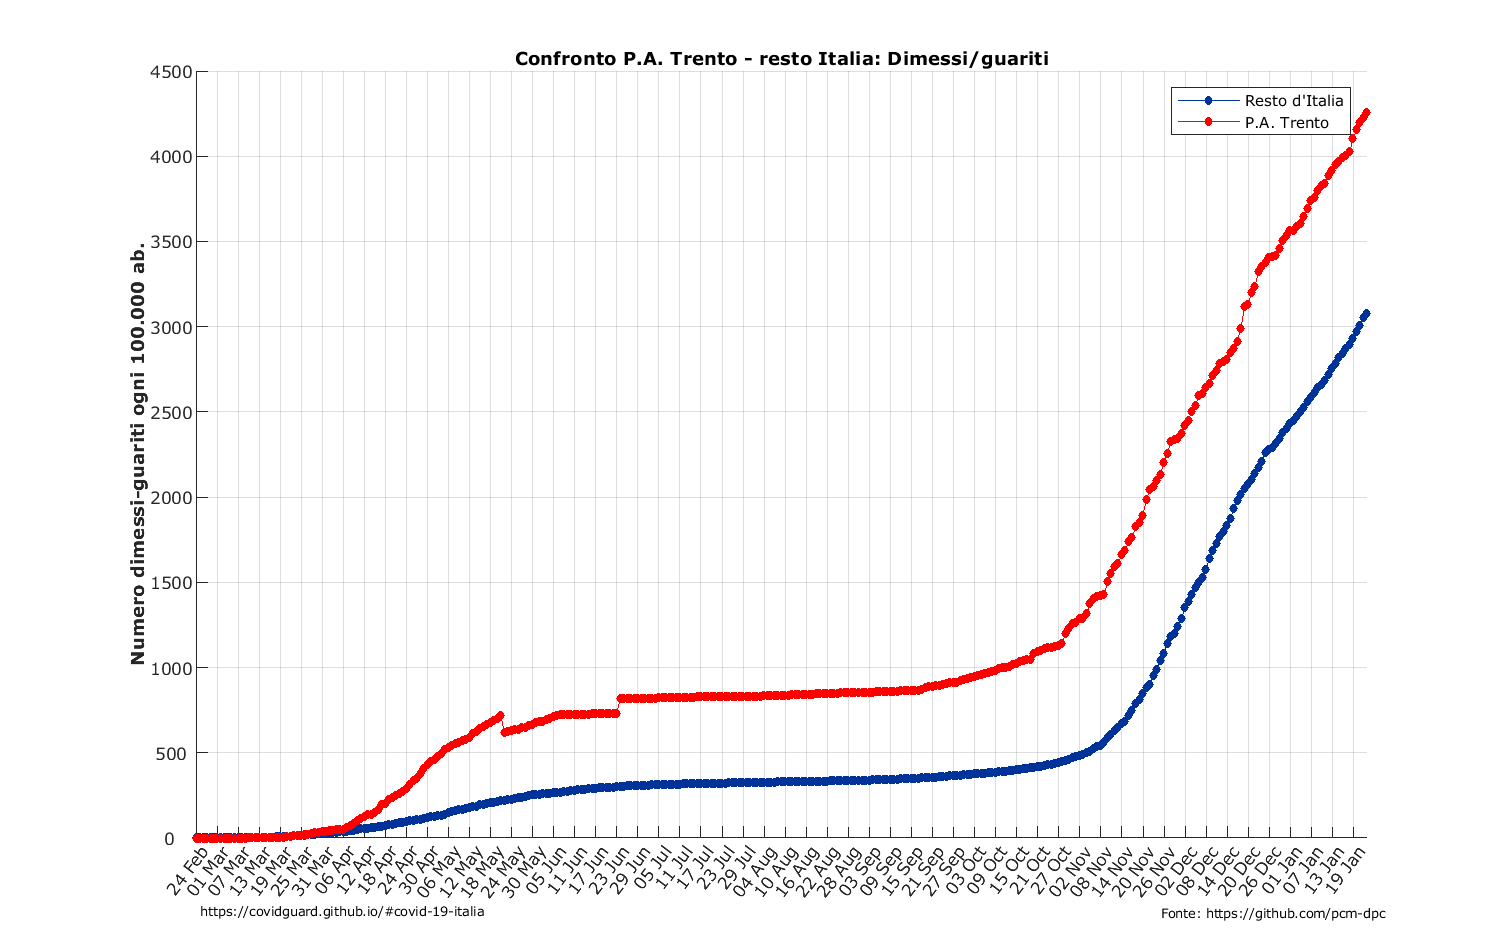 Confronto P.A. Trento - resto Italia: Dimessi/guariti
Resto d'Italia
P.A. Trento
Numero dimessi-guariti ogni 100.000 ab.
4500
4000
3500
3000
2500
2000
1500
1000
500
0
24 Feb
01 Mar
07 Mar
13 Mar
19 Mar
25 Mar
31 Mar
06 Apr
12 Apr
18 Apr
24 Apr
30 Apr
06 May
12 May
18 May
24 May
30 May
05 Jun
11 Jun
17 Jun
23 Jun
29 Jun
05 Jul
11 Jul
17 Jul
23 Jul
29 Jul
04 Aug
10 Aug
16 Aug
22 Aug
28 Aug
03 Sep
09 Sep
15 Sep
21 Sep
27 Sep
03 Oct
09 Oct
15 Oct
21 Oct
27 Oct
02 Nov
08 Nov
14 Nov
20 Nov
26 Nov
02 Dec
08 Dec
14 Dec
20 Dec
26 Dec
01 Jan
07 Jan
13 Jan
19 Jan
https://covidguard.github.io/#covid-19-italia
Fonte: https://github.com/pcm-dpc